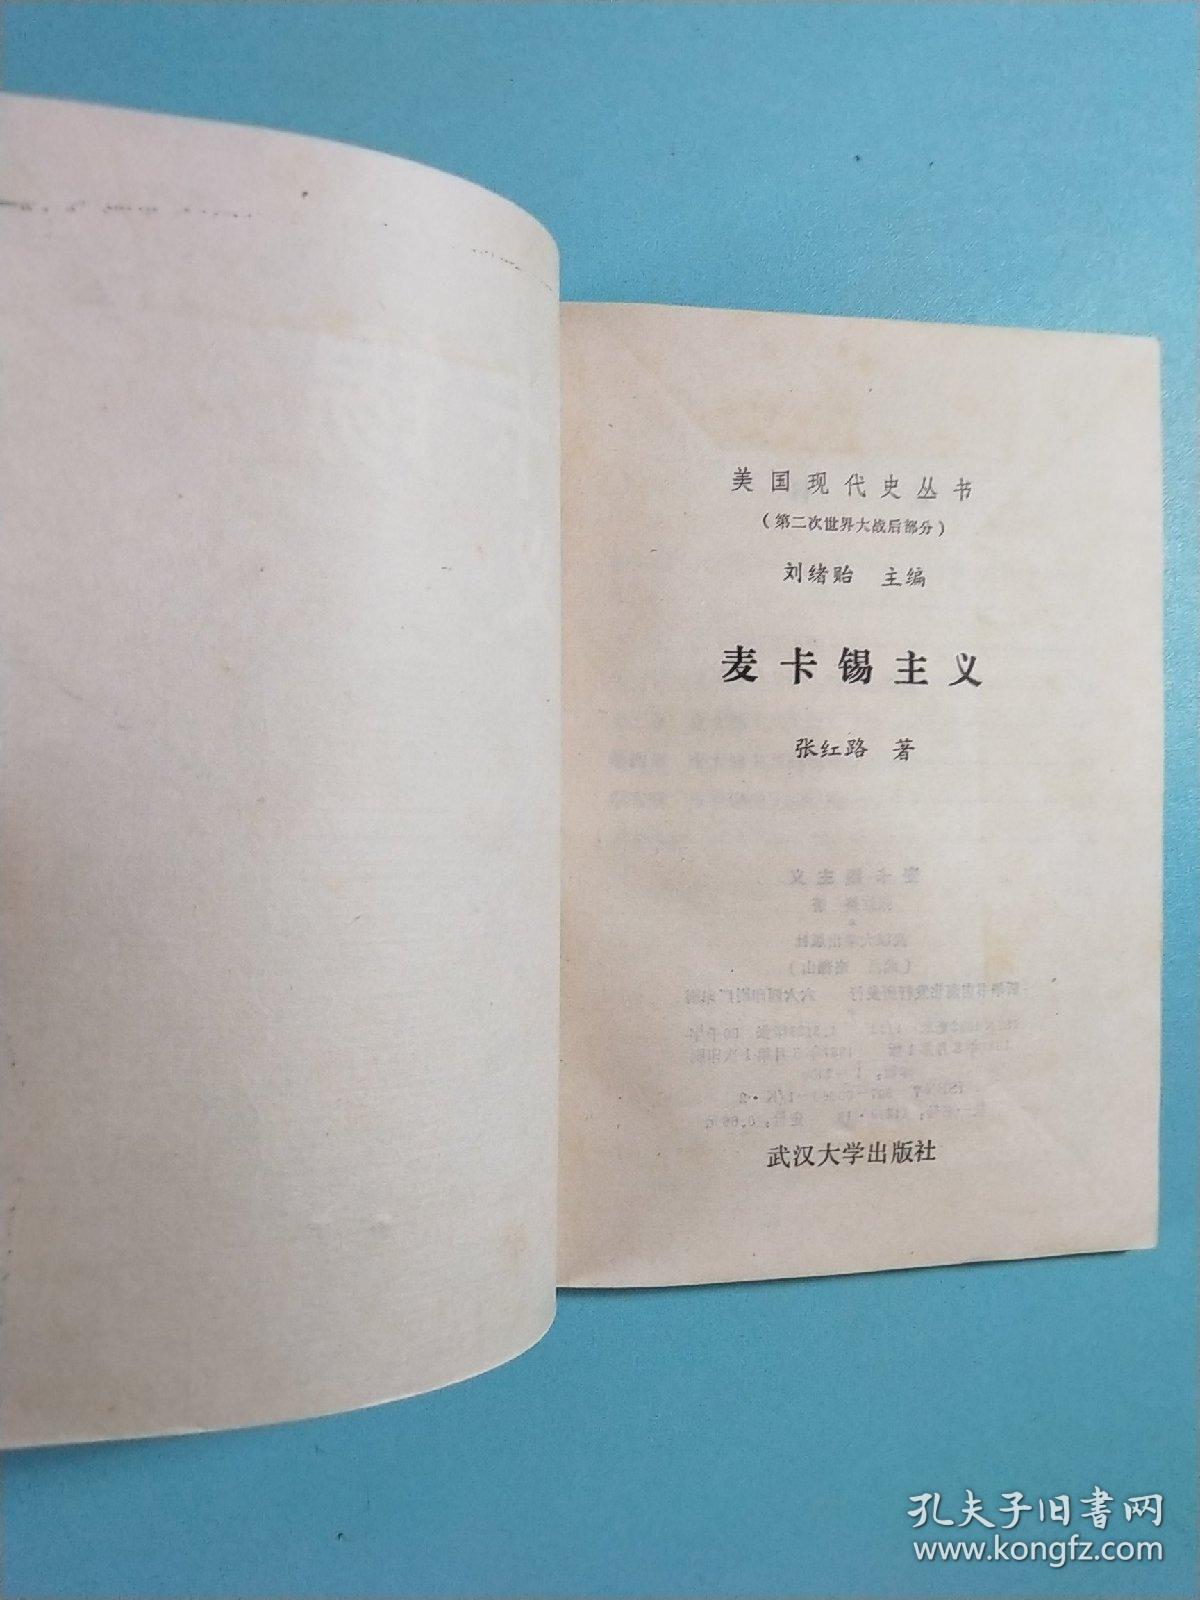 美国现代史丛书
（第二次世界大战后部分）
刘绪贻 主编
麦卡锡主义
张红路 著
武汉大学出版社
孔夫子旧书网
www.kongfz.com